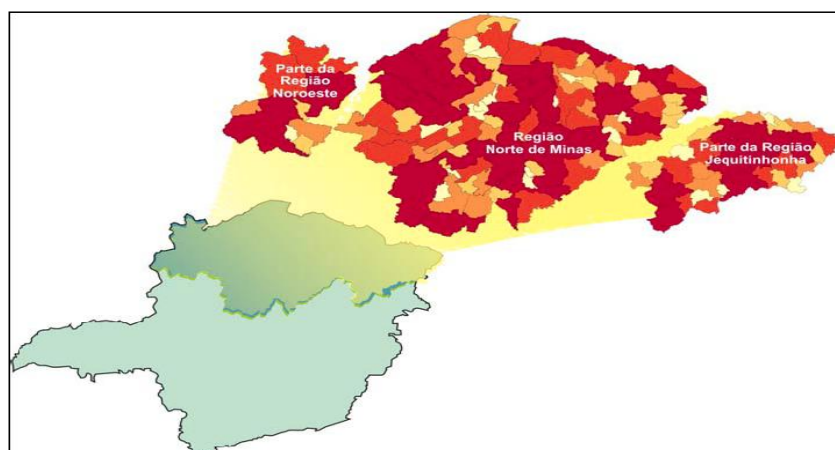 Parte da
Região
Noroeste
Região
Norte de Minas
Parte da Região
Jequitinhonha